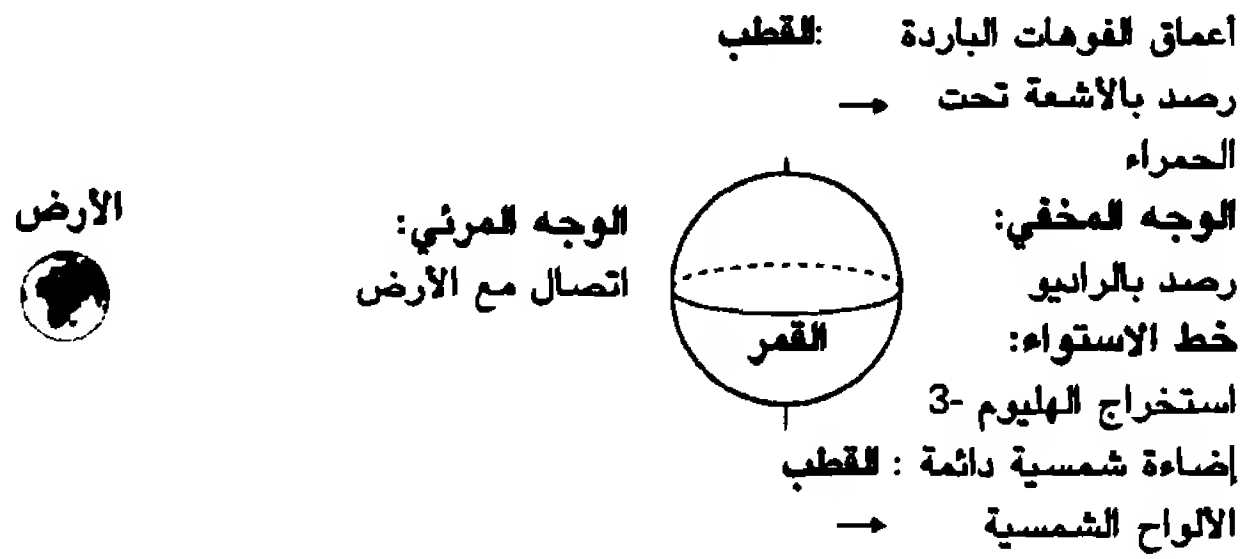 القطب: أعماق الفوهات الباردة
← رصد بالأشعة تحت
الحمراء
الوجه المخفي:
رصد بالراديو
خط الاستواء:
استخراج الهليوم -3
القطب : إضاءة شمسية دائمة
← الألواح الشمسية
القمر
الوجه المرئي:
اتصال مع الأرض
الأرض